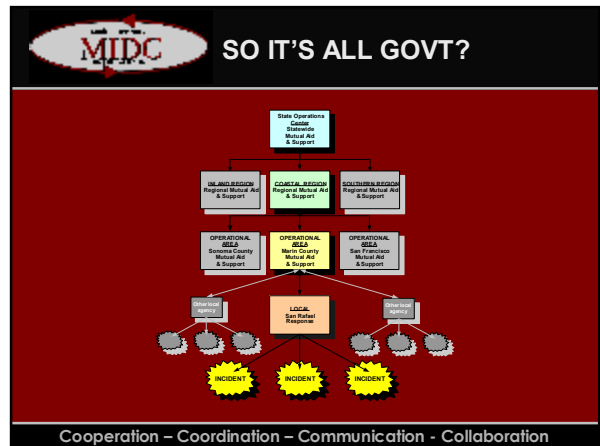 MIDC
SO IT'S ALL GOVT?
State Operations
Center
Statewide
Mutual Aid
& Support
INLAND REGION
Regional Mutual Aid
& Support
COASTAL REGION
Regional Mutual Aid
& Support
SOUTHERN REGION
Regional Mutual Aid
& Support
OPERATIONAL
AREA
Sonoma County
Mutual Aid
& Support
OPERATIONAL
AREA
Marin County
Mutual Aid
& Support
OPERATIONAL
AREA
San Francisco
Mutual Aid
& Support
Other local
agency
LOCAL
San Rafael
Response
Other local
agency
INCIDENT
INCIDENT
INCIDENT
Cooperation – Coordination – Communication - Collaboration